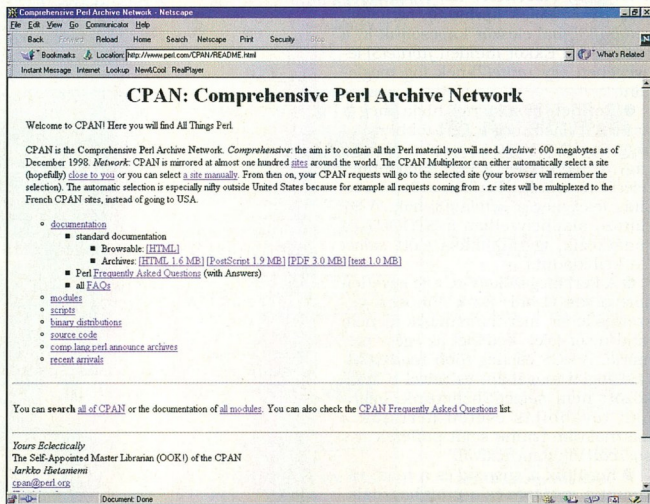 Comprehensive Perl Archive Network - Netscape
File Edit View Go Communicator Help
Back Forward Reload Home Search Netscape Print Security Stop
Bookmarks Location: http://www.perl.com/CPAN/README.html What's Related
Instant Message Internet Lookup New&Cool RealPlayer
CPAN: Comprehensive Perl Archive Network
Welcome to CPAN! Here you will find All Things Perl.
CPAN is the Comprehensive Perl Archive Network. Comprehensive: the aim is to contain all the Perl material you will need. Archive: 600 megabytes as of
December 1998. Network: CPAN is mirrored at almost one hundred sites around the world. The CPAN Multiplexor can either automatically select a site
(hopefully) close to you or you can select a site manually. From then on, your CPAN requests will go to the selected site (your browser will remember the
selection). The automatic selection is especially nifty outside United States because for example all requests coming from .fr sites will be multiplexed to the
French CPAN sites, instead of going to USA.
documentation
standard documentation
Browsable: [HTML]
Archives: [HTML 1.6 MB] [PostScript 1.9 MB] [PDF 3.0 MB] [text 1.0 MB]
Perl Frequently Asked Questions (with Answers)
all FAQs
modules
scripts
binary distributions
source code
comp.lang.perl.announce archives
recent arrivals
You can search all of CPAN or the documentation of all modules. You can also check the CPAN Frequently Asked Questions list.
Yours Eclectically
The Self-Appointed Master Librarian (OOK!) of the CPAN
Jarkko Hietaniemi
cpan@perl.org
Document: Done